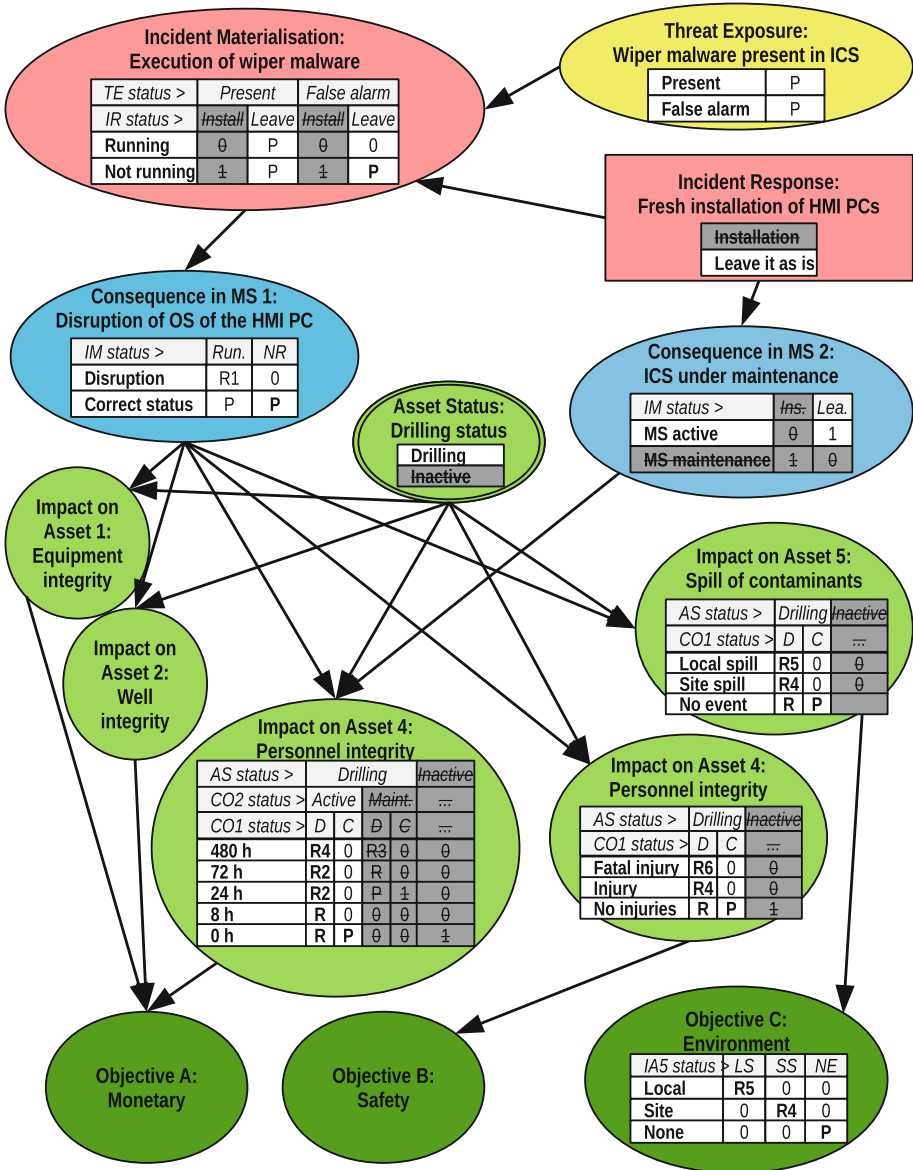 Incident Materialisation:
Execution of wiper malware
TE status > Present False alarm
IR status > Install Leave Install Leave
Running 0 P 0 0
Not running 1 P 1 P
Threat Exposure:
Wiper malware present in ICS
Present P
False alarm P
Incident Response:
Fresh installation of HMI PCs
Installation
Leave it as is
Consequence in MS 1:
Disruption of OS of the HMI PC
IM status > Run. NR
Disruption R1 0
Correct status P P
Asset Status:
Drilling status
Drilling
Inactive
Consequence in MS 2:
ICS under maintenance
IM status > Ins. Lea.
MS active 0 1
MS maintenance 1 0
Impact on
Asset 1:
Equipment
integrity
Impact on
Asset 2:
Well
integrity
Impact on Asset 5:
Spill of contaminants
AS status > Drilling Inactive
CO1 status > D C ...
Local spill R5 0 0
Site spill R4 0 0
No event R P
Impact on Asset 4:
Personnel integrity
AS status > Drilling Inactive
CO2 status > Active Maint. ...
CO1 status > D C D C ...
480 h R4 0 R3 0 0
72 h R2 0 R 0 0
24 h R2 0 P 1 0
8 h R 0 0 0 0
0 h R P 0 0 1
Impact on Asset 4:
Personnel integrity
AS status > Drilling Inactive
CO1 status > D C ...
Fatal injury R6 0 0
Injury R4 0 0
No injuries R P 1
Objective A:
Monetary
Objective B:
Safety
Objective C:
Environment
IA5 status > LS SS NE
Local R5 0 0
Site 0 R4 0
None 0 0 P